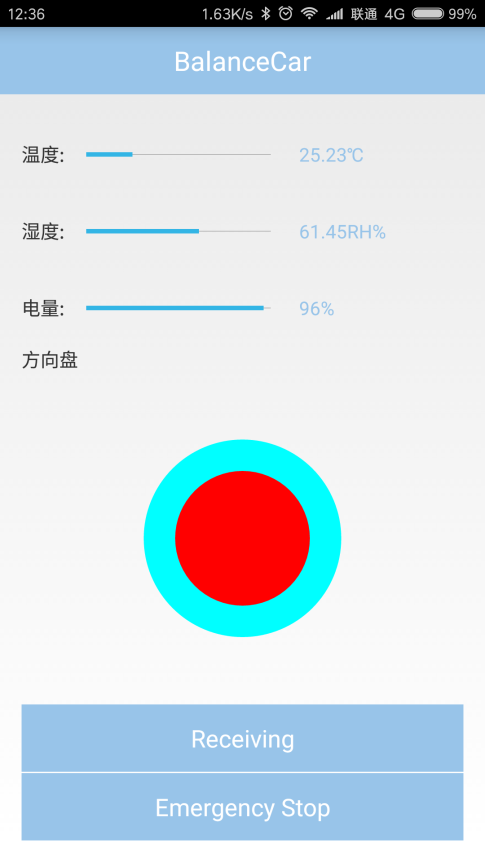 12:36 1.63K/s 联通 4G 99%
BalanceCar
温度: 25.23℃
湿度: 61.45RH%
电量: 96%
方向盘
Receiving
Emergency Stop